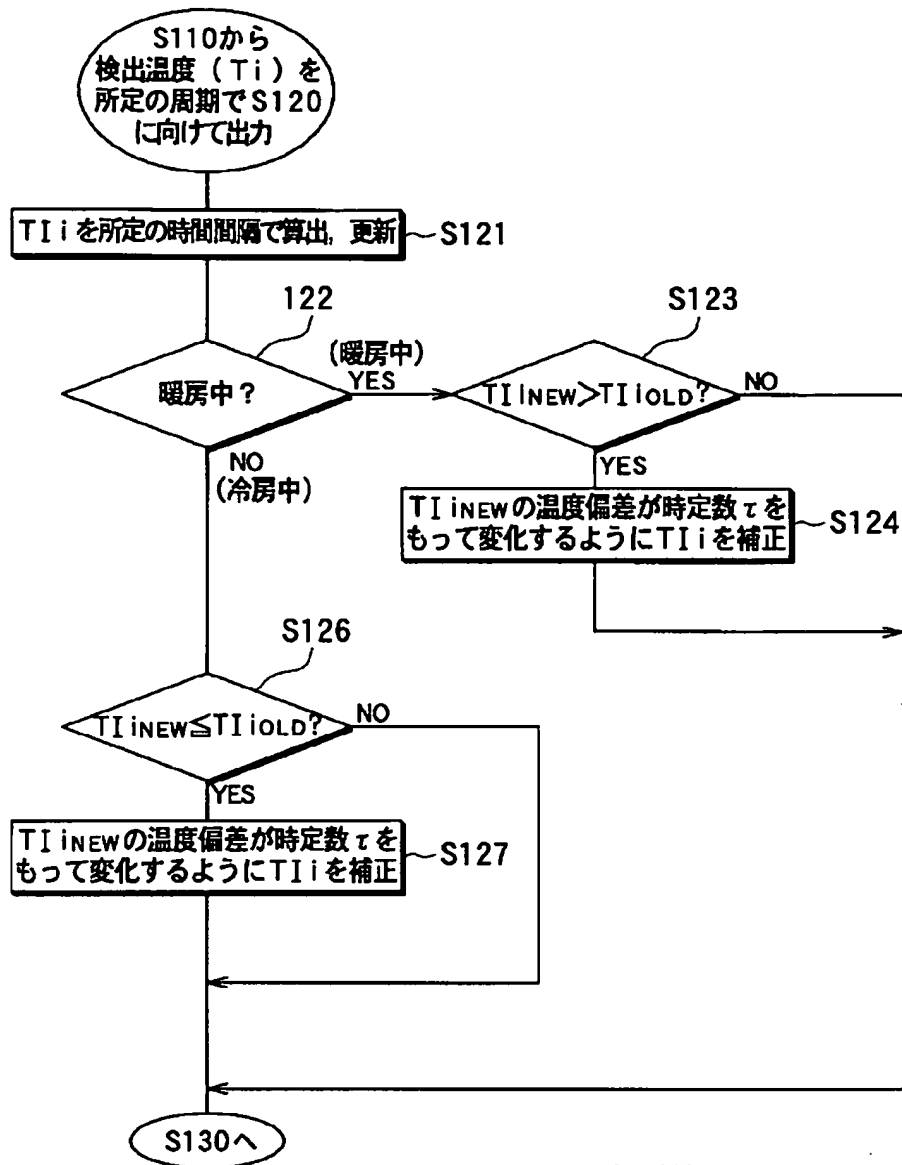 S110から
検出温度(Ti)を
所定の周期でS120
に向けて出力
TIiを所定の時間間隔で算出,更新
S121
122
暖房中?
(暖房中)
YES
S123
TIiNEW>TIiOLD?
NO
YES
TIiNEWの温度偏差が時定数τを
もって変化するようにTIiを補正
S124
NO
(冷房中)
S126
TIiNEW≦TIiOLD?
NO
YES
TIiNEWの温度偏差が時定数τを
もって変化するようにTIiを補正
S127
S130へ